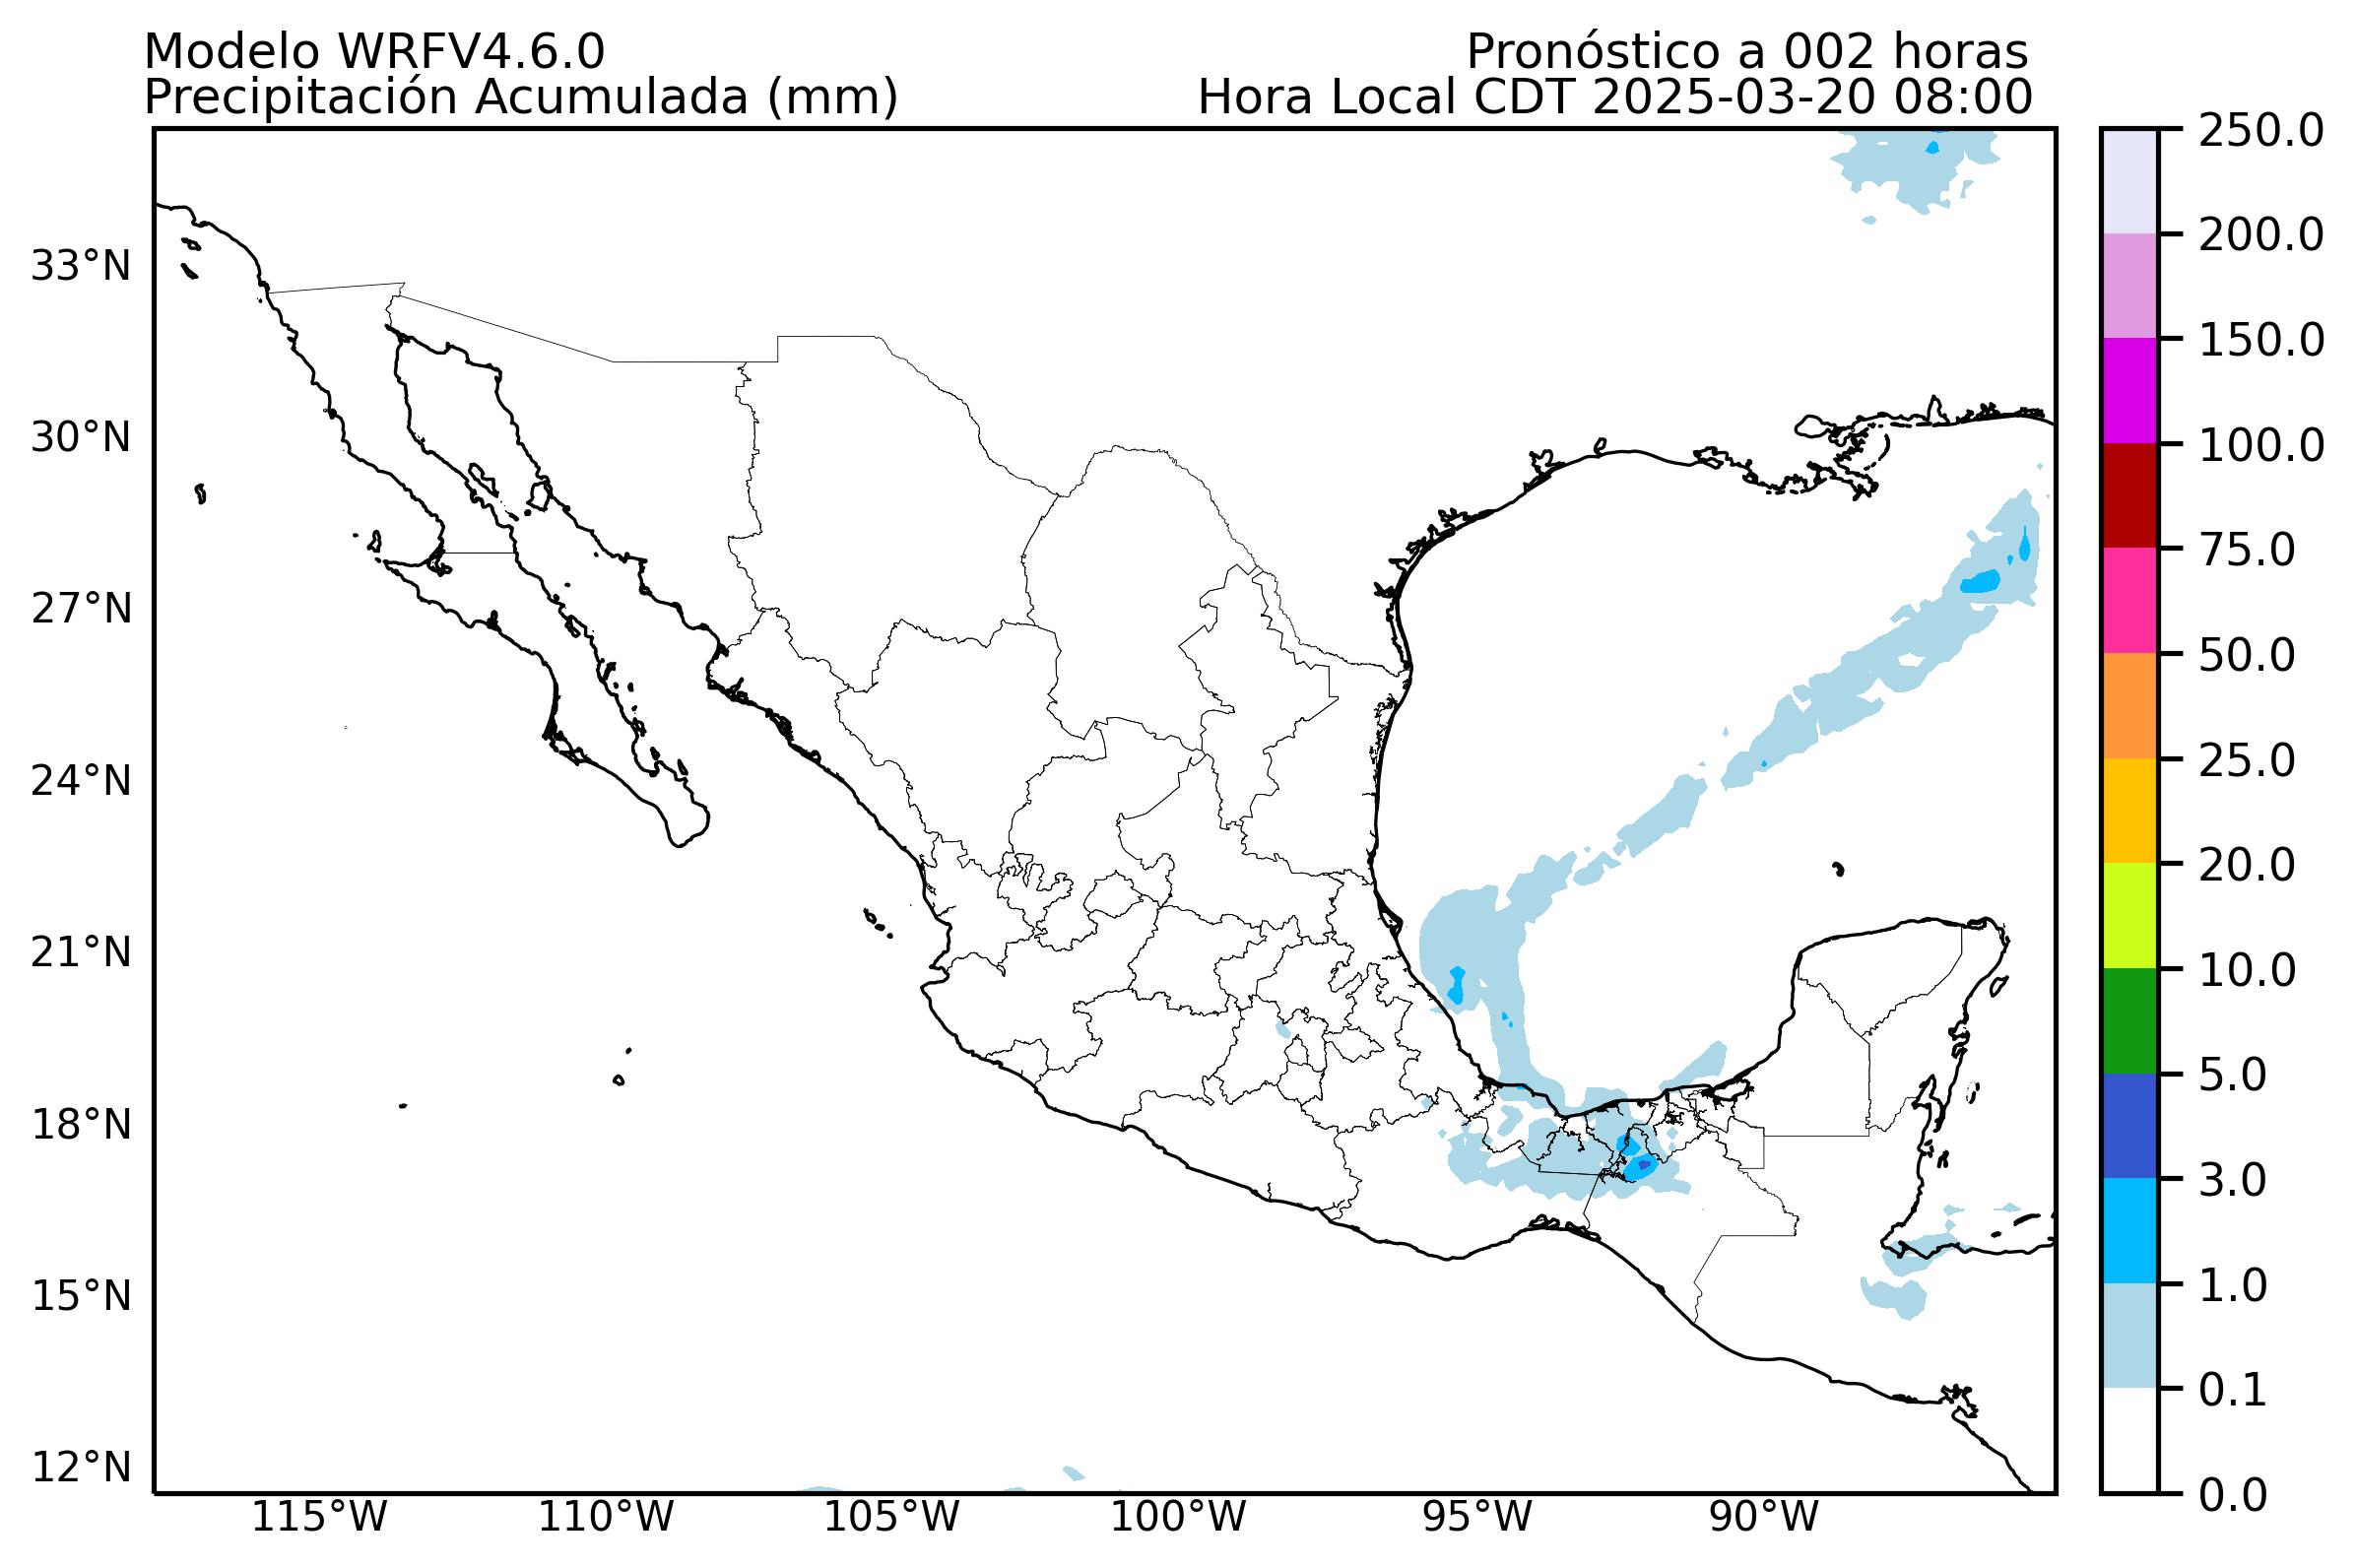 Modelo WRFV4.6.0
Pronóstico a 002 horas
Precipitación Acumulada (mm)
Hora Local CDT 2025-03-20 08:00
33°N
30°N
27°N
24°N
21°N
18°N
15°N
12°N
115°W
110°W
105°W
100°W
95°W
90°W
250.0
200.0
150.0
100.0
75.0
50.0
25.0
20.0
10.0
5.0
3.0
1.0
0.1
0.0